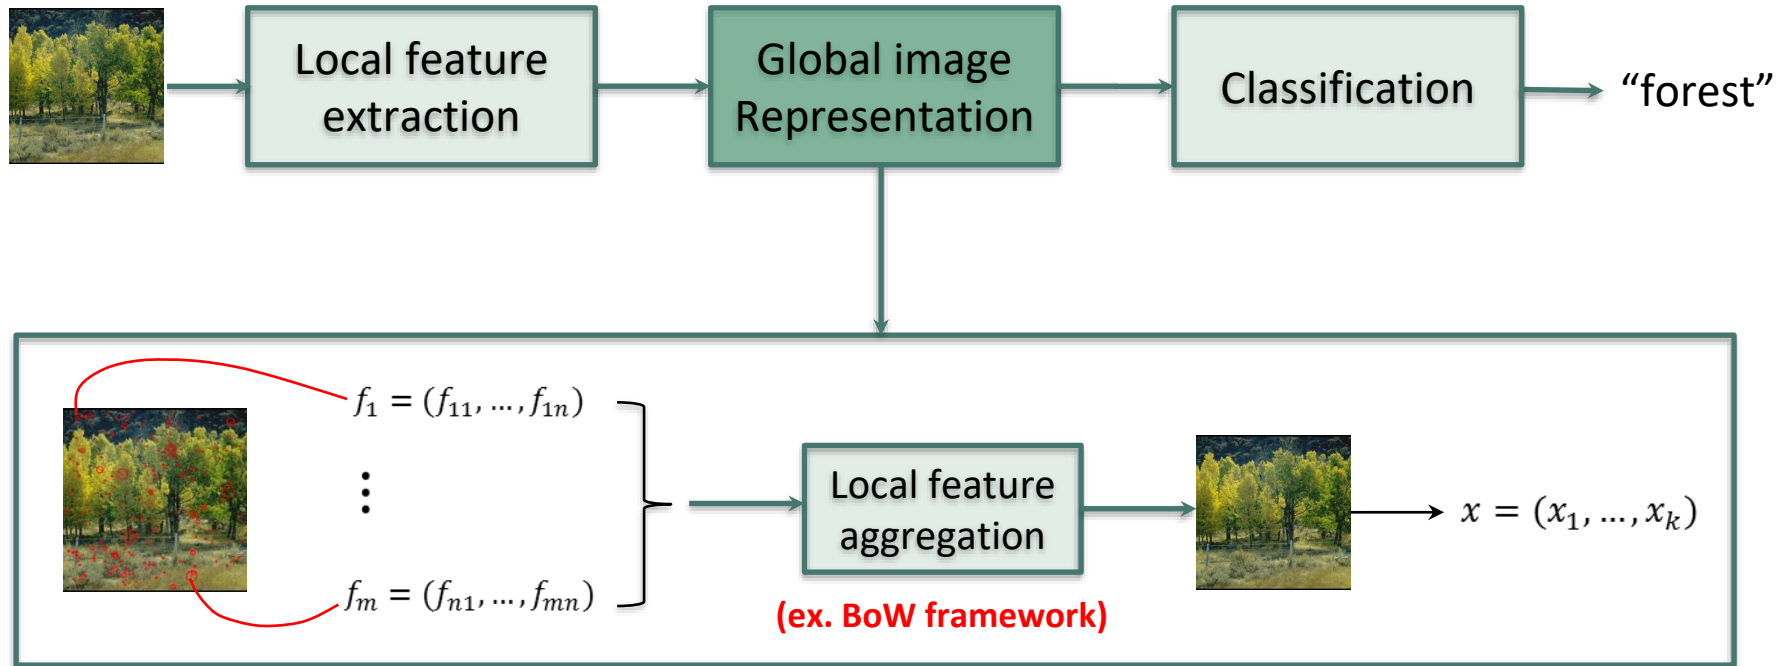 Local feature
extraction
Global image
Representation
Classification
“forest”
f₁ = (f₁₁, ..., f₁ₙ)
⋮
fₘ = (fₙ₁, ..., fₘₙ)
Local feature
aggregation
(ex. BoW framework)
x = (x₁, ..., xₖ)